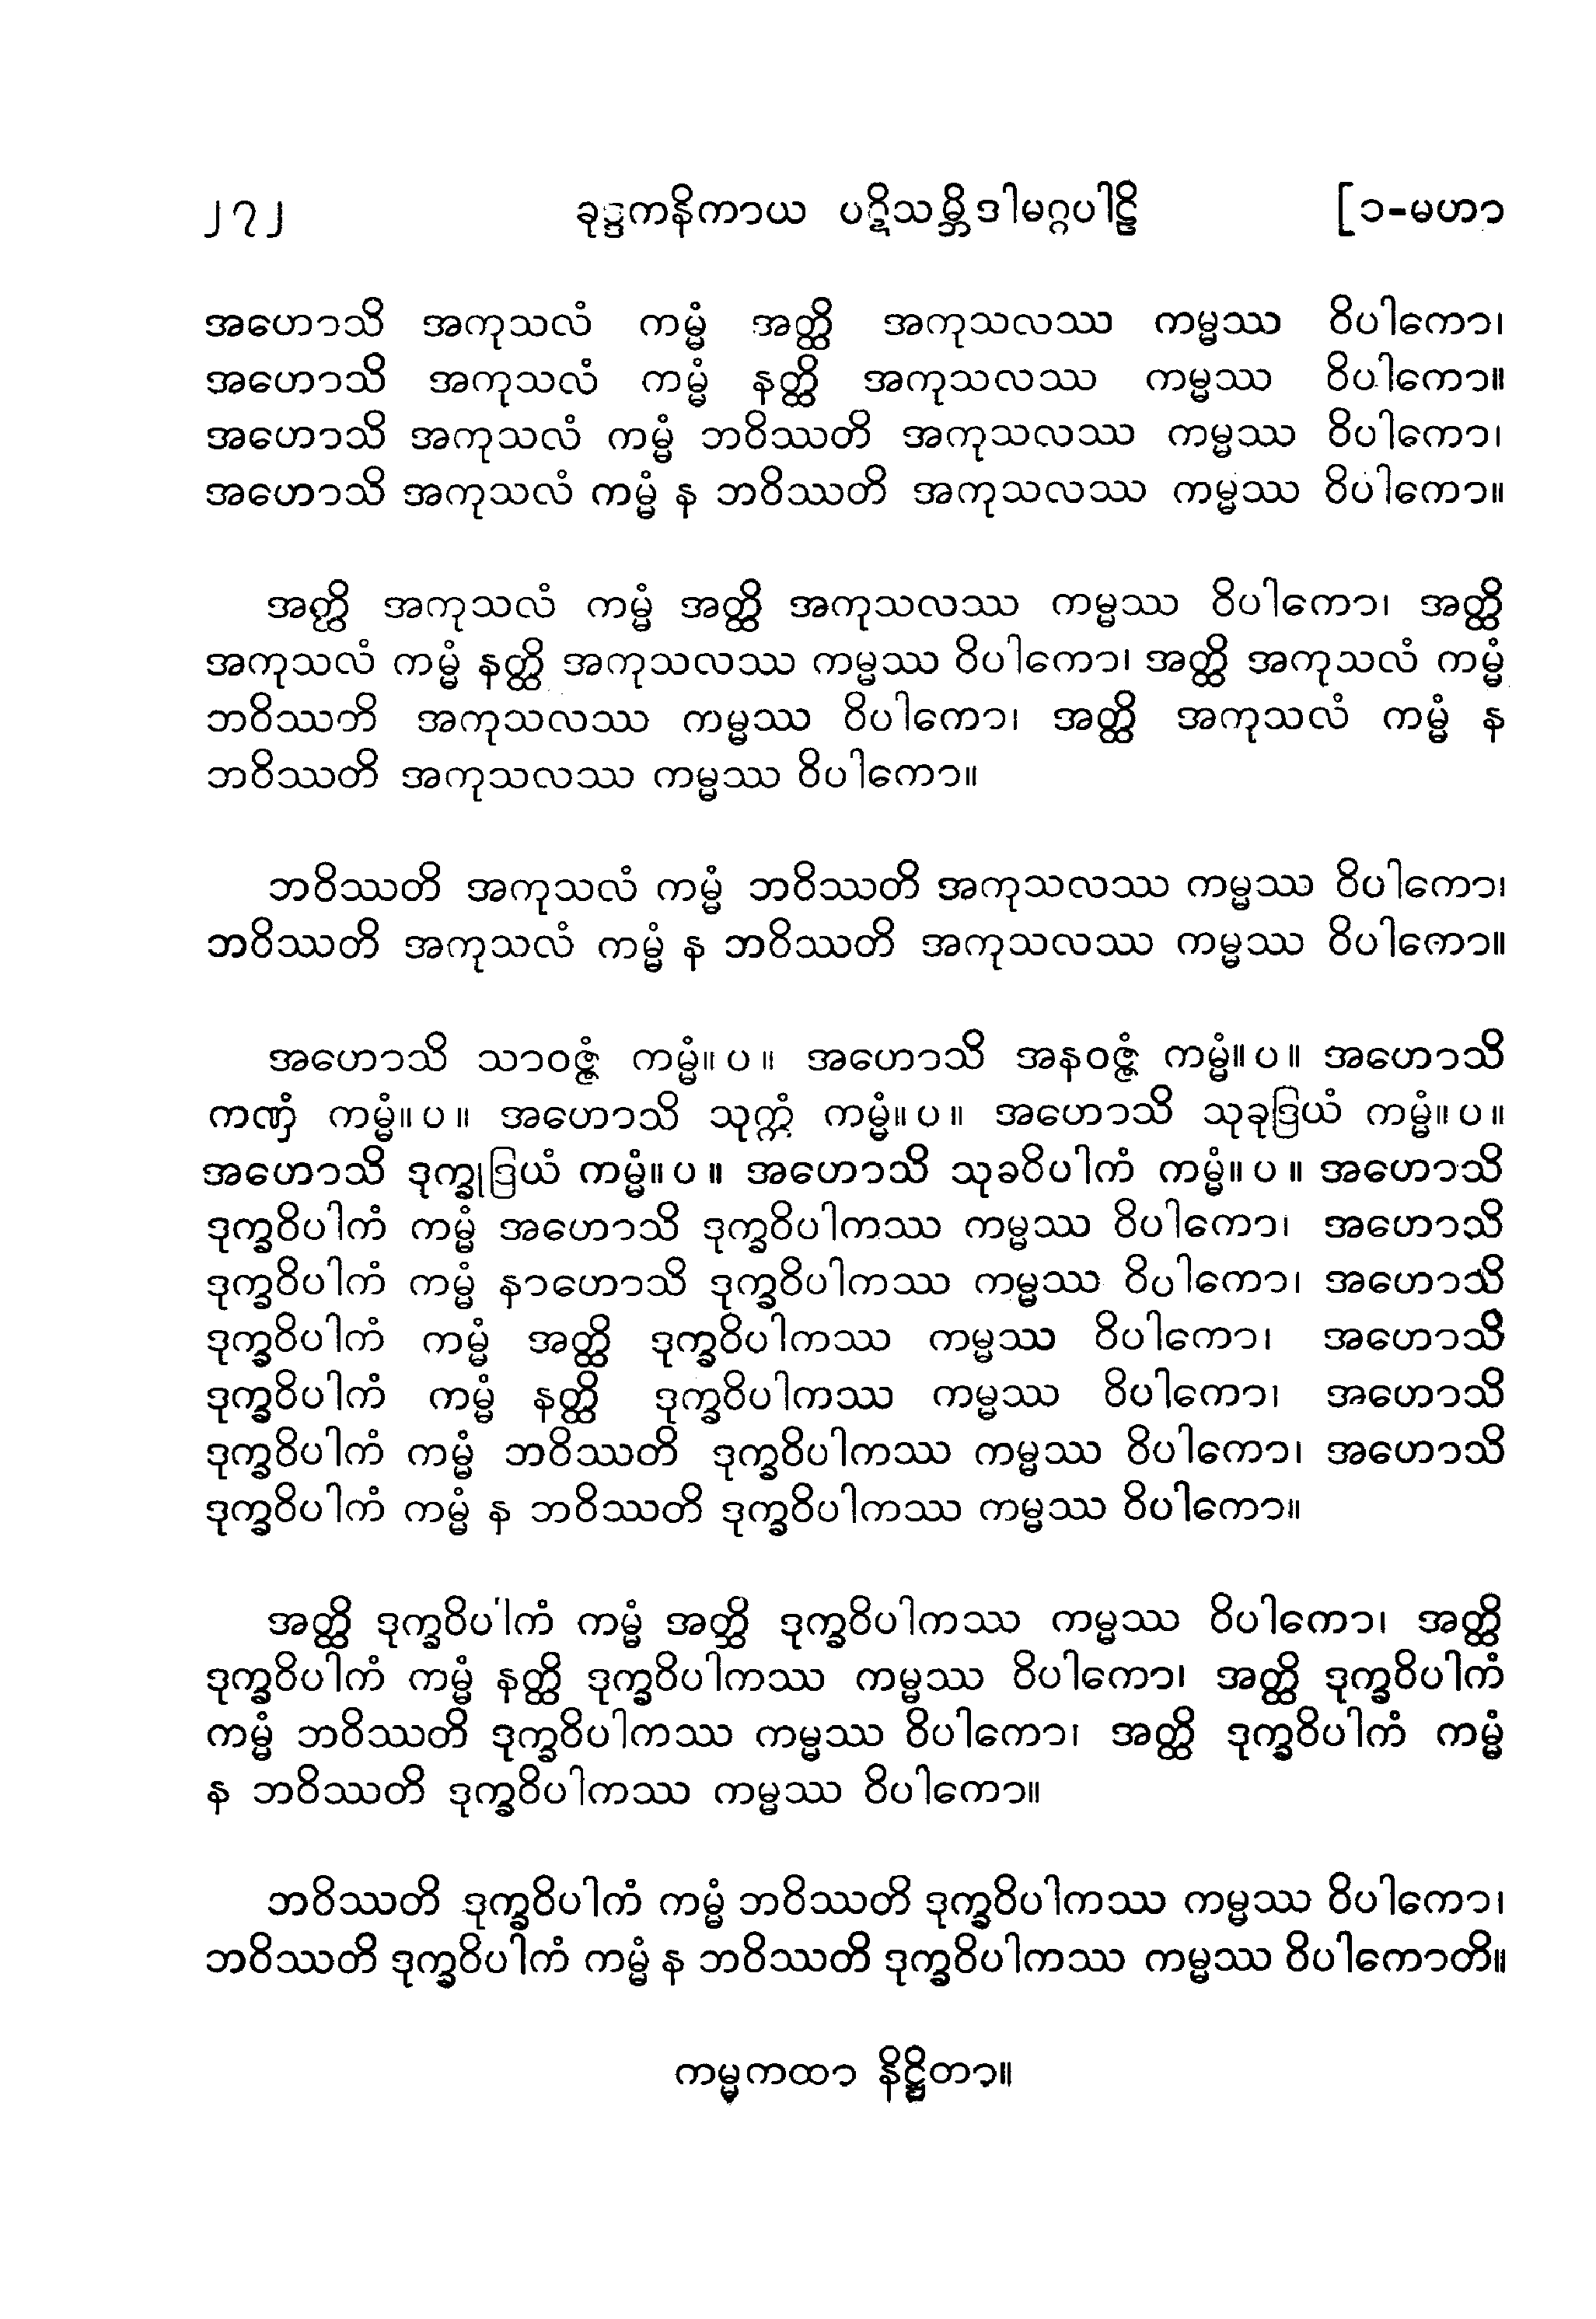 ၂၇၂ ခုဒ္ဒကနိကာယ ပဋိသမ္ဘိဒါမဂ္ဂပါဠိ [၁-မဟာ
အဟောသိ အကုသလံ ကမ္မံ အတ္ထိ အကုသလဿ ကမ္မဿ ဝိပါကော၊
အဟောသိ အကုသလံ ကမ္မံ နတ္ထိ အကုသလဿ ကမ္မဿ ဝိပါကော။
အဟောသိ အကုသလံ ကမ္မံ ဘဝိဿတိ အကုသလဿ ကမ္မဿ ဝိပါကော၊
အဟောသိ အကုသလံ ကမ္မံ န ဘဝိဿတိ အကုသလဿ ကမ္မဿ ဝိပါကော။
အတ္ထိ အကုသလံ ကမ္မံ အတ္ထိ အကုသလဿ ကမ္မဿ ဝိပါကော၊ အတ္ထိ
အကုသလံ ကမ္မံ နတ္ထိ အကုသလဿ ကမ္မဿ ဝိပါကော၊ အတ္ထိ အကုသလံ ကမ္မံ
ဘဝိဿတိ အကုသလဿ ကမ္မဿ ဝိပါကော၊ အတ္ထိ အကုသလံ ကမ္မံ န
ဘဝိဿတိ အကုသလဿ ကမ္မဿ ဝိပါကော။
ဘဝိဿတိ အကုသလံ ကမ္မံ ဘဝိဿတိ အကုသလဿ ကမ္မဿ ဝိပါကော၊
ဘဝိဿတိ အကုသလံ ကမ္မံ န ဘဝိဿတိ အကုသလဿ ကမ္မဿ ဝိပါကော။
အဟောသိ သာဝဇ္ဇံ ကမ္မံ။ ပ ။ အဟောသိ အနဝဇ္ဇံ ကမ္မံ။ ပ ။ အဟောသိ
ကဏှံ ကမ္မံ။ ပ ။ အဟောသိ သုက္ကံ ကမ္မံ။ ပ ။ အဟောသိ သုခုဒြယံ ကမ္မံ။ ပ ။
အဟောသိ ဒုက္ခုဒြယံ ကမ္မံ။ ပ ။ အဟောသိ သုခဝိပါကံ ကမ္မံ။ ပ ။ အဟောသိ
ဒုက္ခဝိပါကံ ကမ္မံ အဟောသိ ဒုက္ခဝိပါကဿ ကမ္မဿ ဝိပါကော၊ အဟောသိ
ဒုက္ခဝိပါကံ ကမ္မံ နာဟောသိ ဒုက္ခဝိပါကဿ ကမ္မဿ ဝိပါကော၊ အဟောသိ
ဒုက္ခဝိပါကံ ကမ္မံ အတ္ထိ ဒုက္ခဝိပါကဿ ကမ္မဿ ဝိပါကော၊ အဟောသိ
ဒုက္ခဝိပါကံ ကမ္မံ နတ္ထိ ဒုက္ခဝိပါကဿ ကမ္မဿ ဝိပါကော၊ အဟောသိ
ဒုက္ခဝိပါကံ ကမ္မံ ဘဝိဿတိ ဒုက္ခဝိပါကဿ ကမ္မဿ ဝိပါကော၊ အဟောသိ
ဒုက္ခဝိပါကံ ကမ္မံ န ဘဝိဿတိ ဒုက္ခဝိပါကဿ ကမ္မဿ ဝိပါကော။
အတ္ထိ ဒုက္ခဝိပါကံ ကမ္မံ အတ္ထိ ဒုက္ခဝိပါကဿ ကမ္မဿ ဝိပါကော၊ အတ္ထိ
ဒုက္ခဝိပါကံ ကမ္မံ နတ္ထိ ဒုက္ခဝိပါကဿ ကမ္မဿ ဝိပါကော၊ အတ္ထိ ဒုက္ခဝိပါကံ
ကမ္မံ ဘဝိဿတိ ဒုက္ခဝိပါကဿ ကမ္မဿ ဝိပါကော၊ အတ္ထိ ဒုက္ခဝိပါကံ ကမ္မံ
န ဘဝိဿတိ ဒုက္ခဝိပါကဿ ကမ္မဿ ဝိပါကော။
ဘဝိဿတိ ဒုက္ခဝိပါကံ ကမ္မံ ဘဝိဿတိ ဒုက္ခဝိပါကဿ ကမ္မဿ ဝိပါကော၊
ဘဝိဿတိ ဒုက္ခဝိပါကံ ကမ္မံ န ဘဝိဿတိ ဒုက္ခဝိပါကဿ ကမ္မဿ ဝိပါကောတိ။
ကမ္မကထာ နိဋ္ဌိတာ။